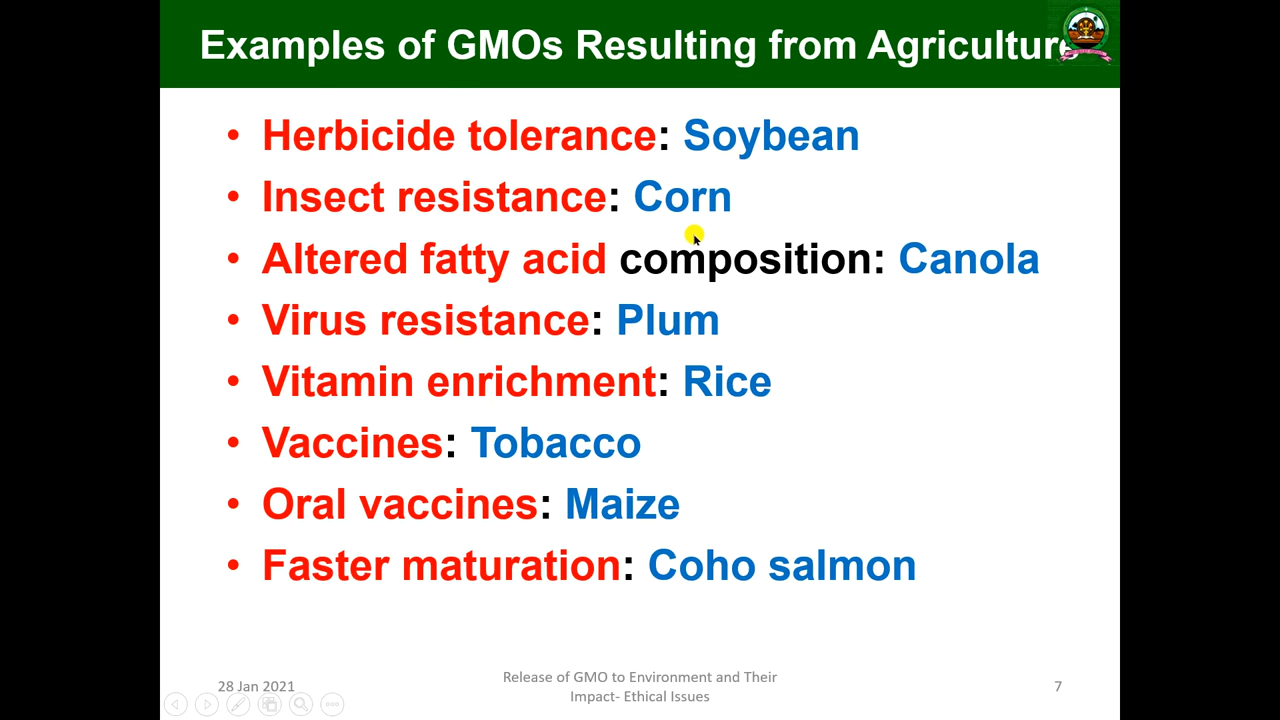 Examples of GMOs Resulting from Agriculture
• Herbicide tolerance: Soybean
• Insect resistance: Corn
• Altered fatty acid composition: Canola
• Virus resistance: Plum
• Vitamin enrichment: Rice
• Vaccines: Tobacco
• Oral vaccines: Maize
• Faster maturation: Coho salmon
28 Jan 2021
Release of GMO to Environment and Their
Impact- Ethical Issues
7